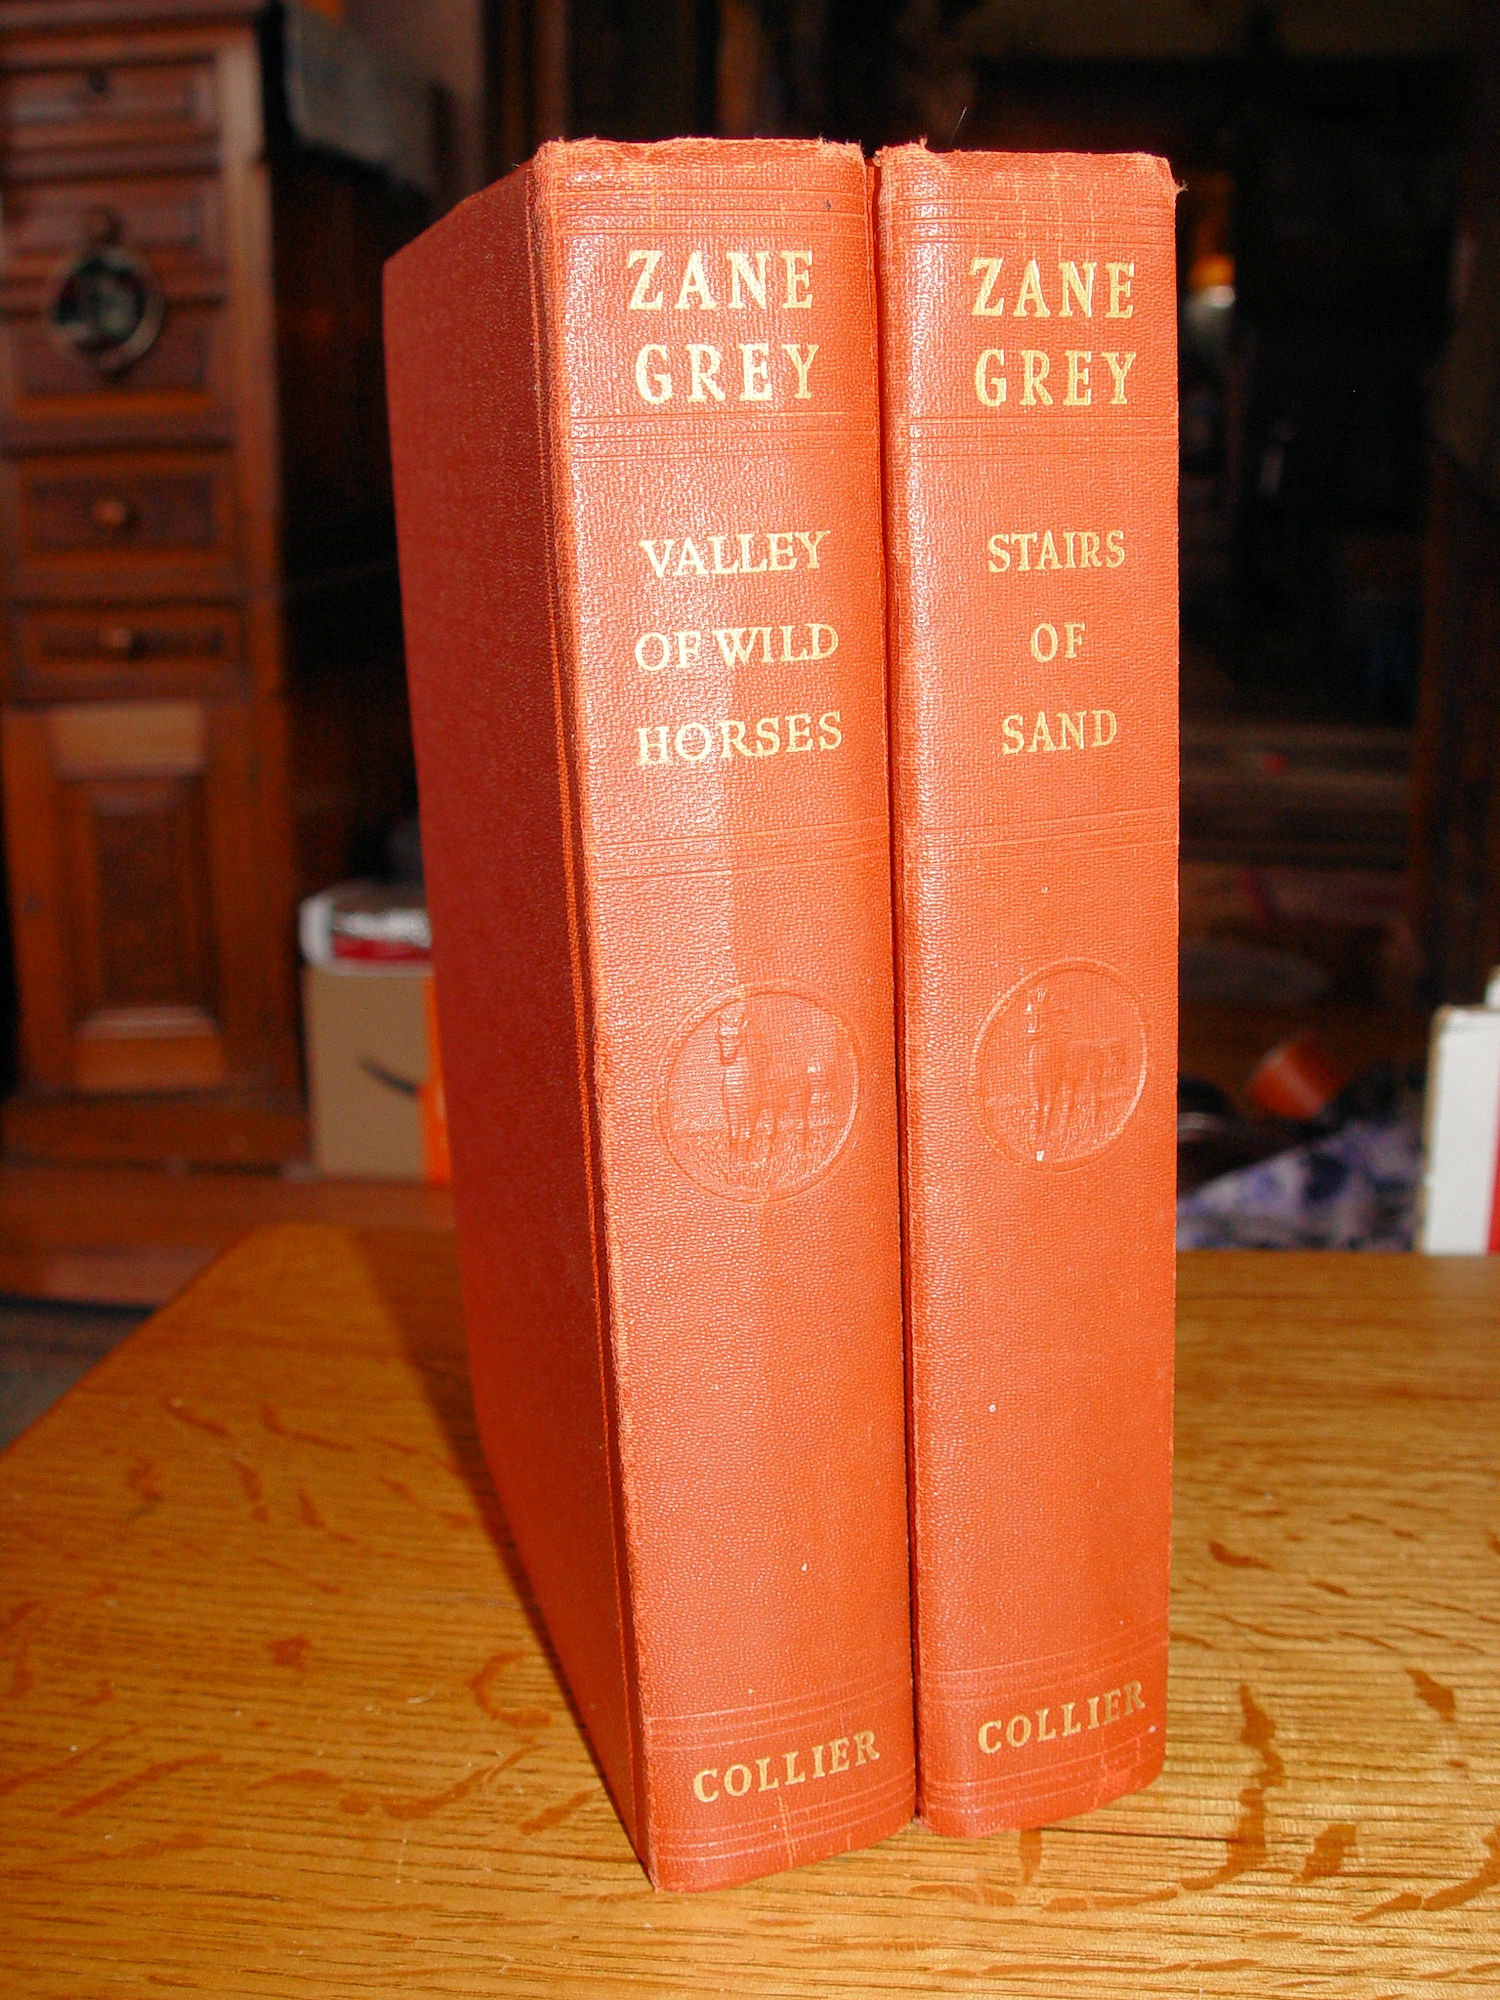 ZANE
GREY
VALLEY
OF WILD
HORSES
COLLIER
ZANE
GREY
STAIRS
OF
SAND
COLLIER